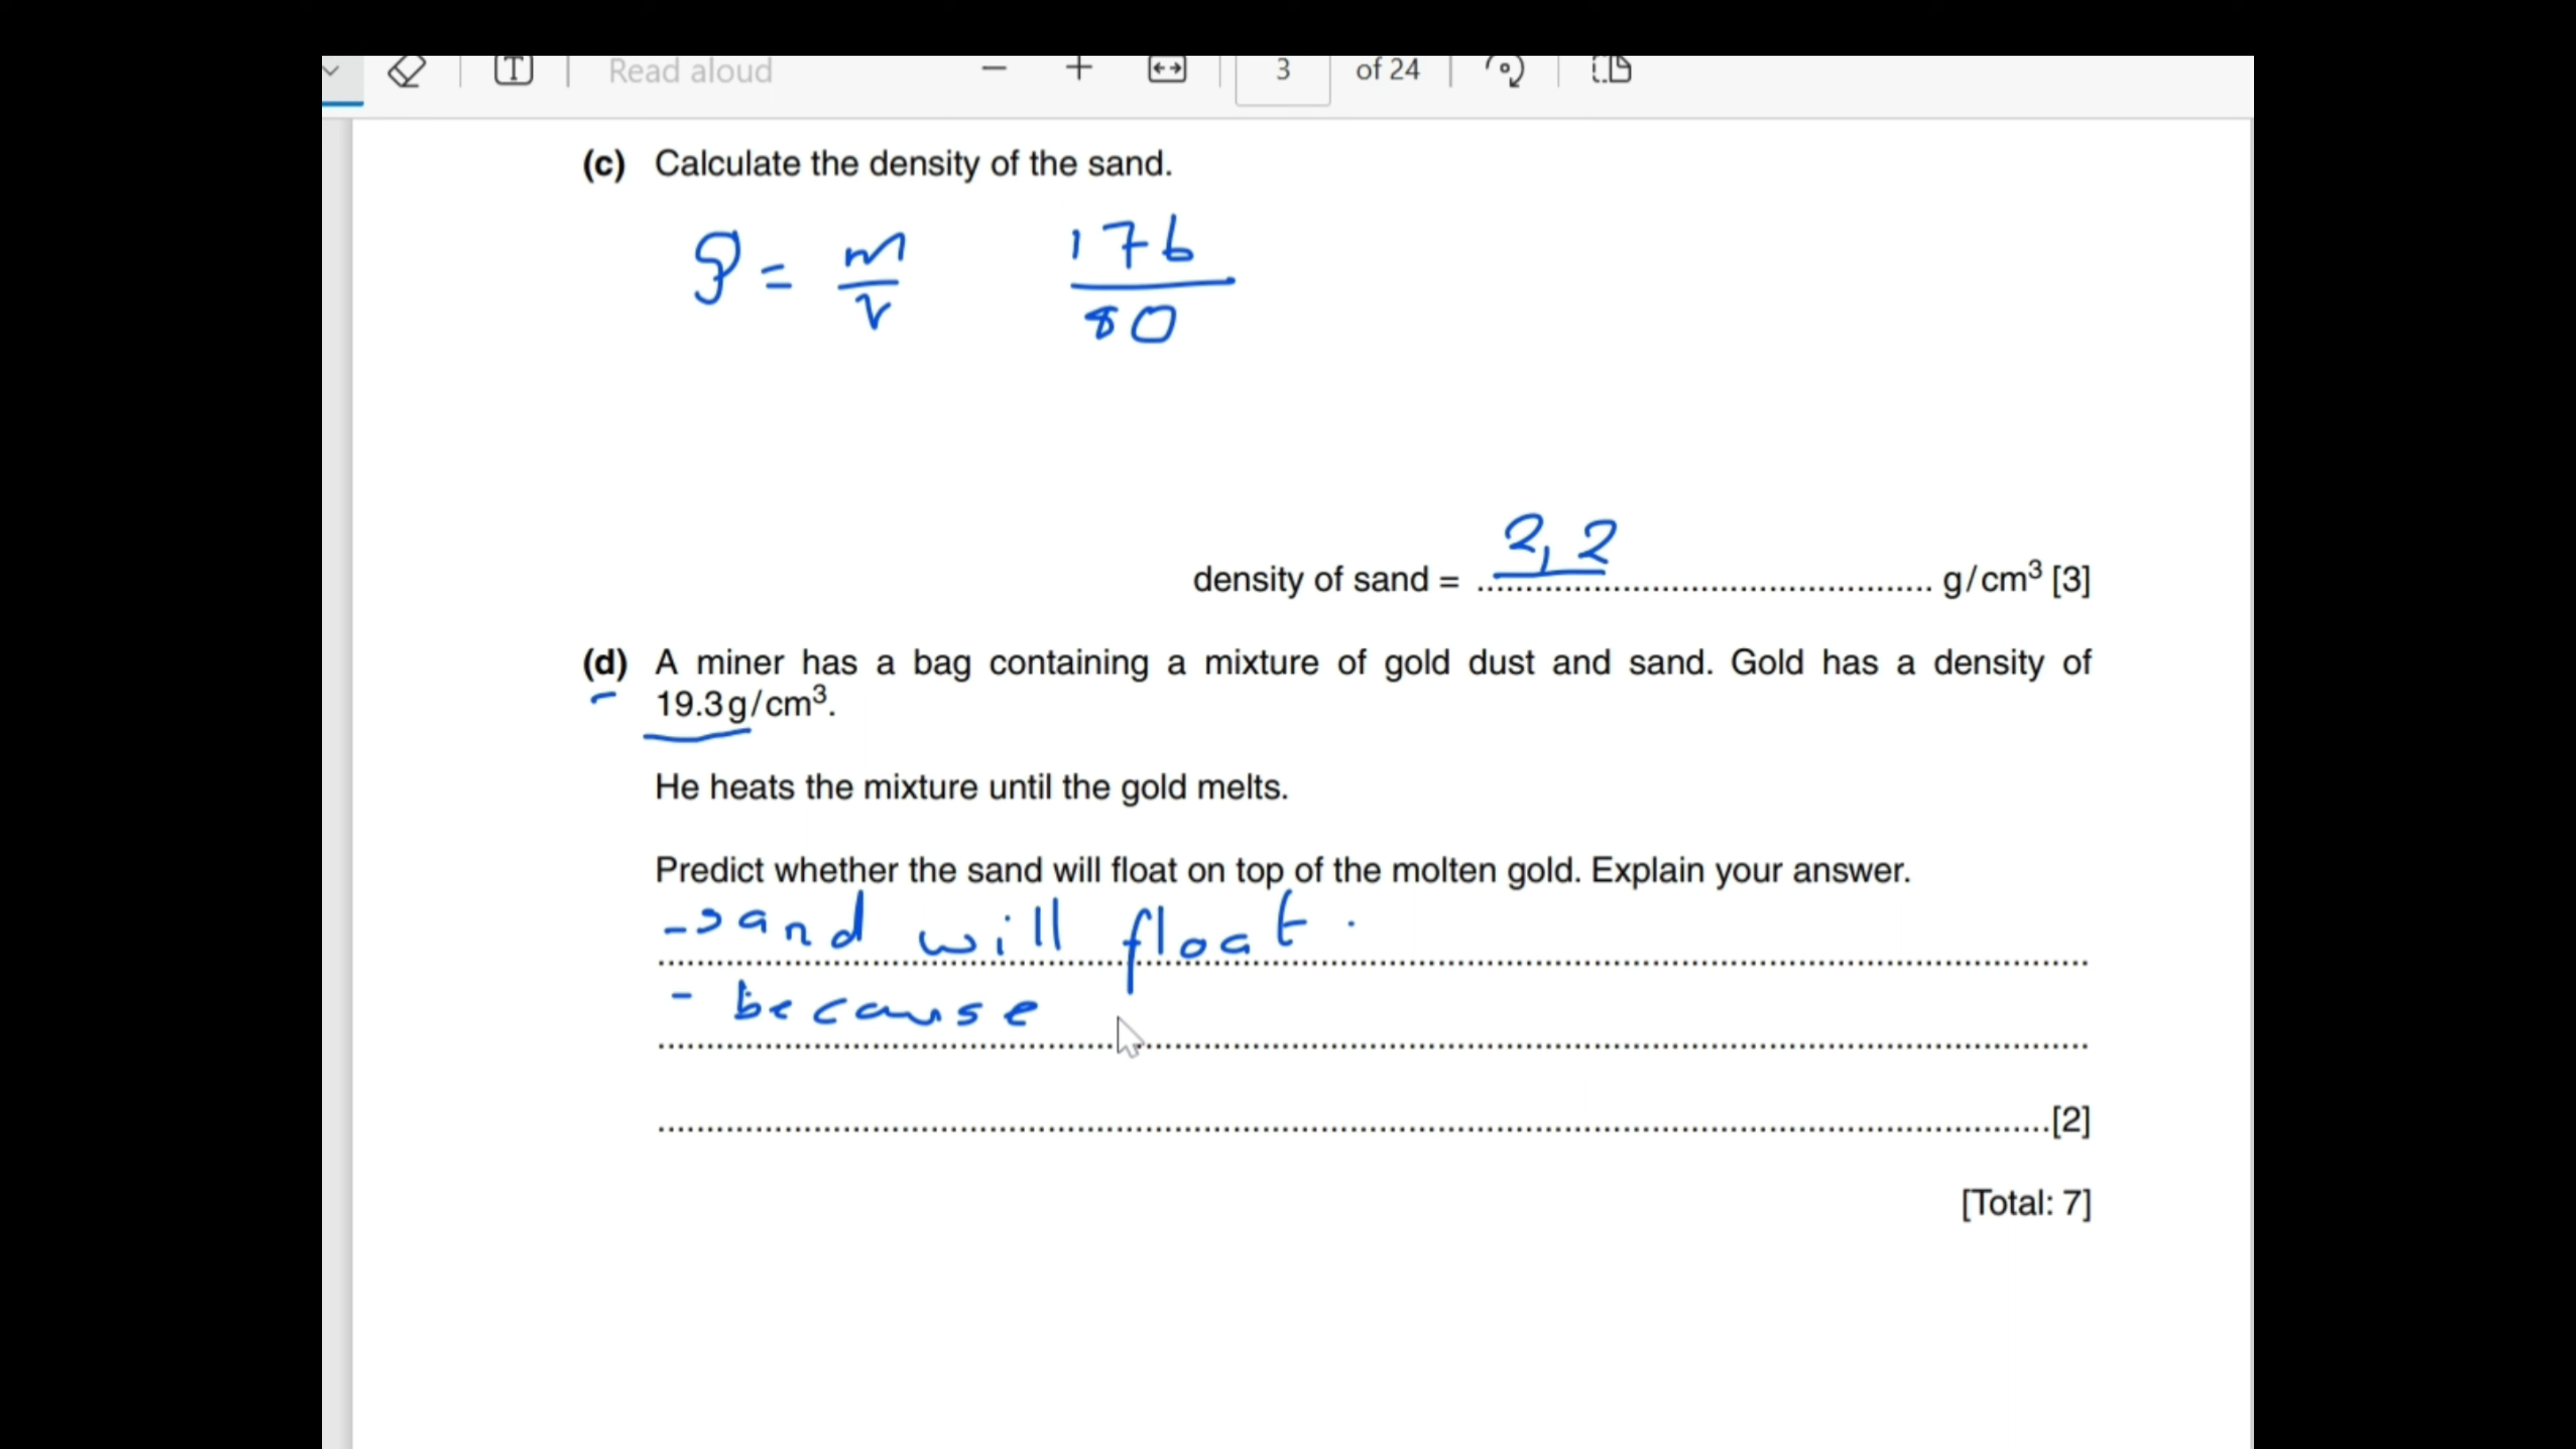 Read aloud
3 of 24
(c) Calculate the density of the sand.
ρ = m/v 176/80
2,2
density of sand = ........ g/cm³ [3]
(d) A miner has a bag containing a mixture of gold dust and sand. Gold has a density of
19.3 g/cm³.
He heats the mixture until the gold melts.
Predict whether the sand will float on top of the molten gold. Explain your answer.
- sand will float.
- because
[2]
[Total: 7]